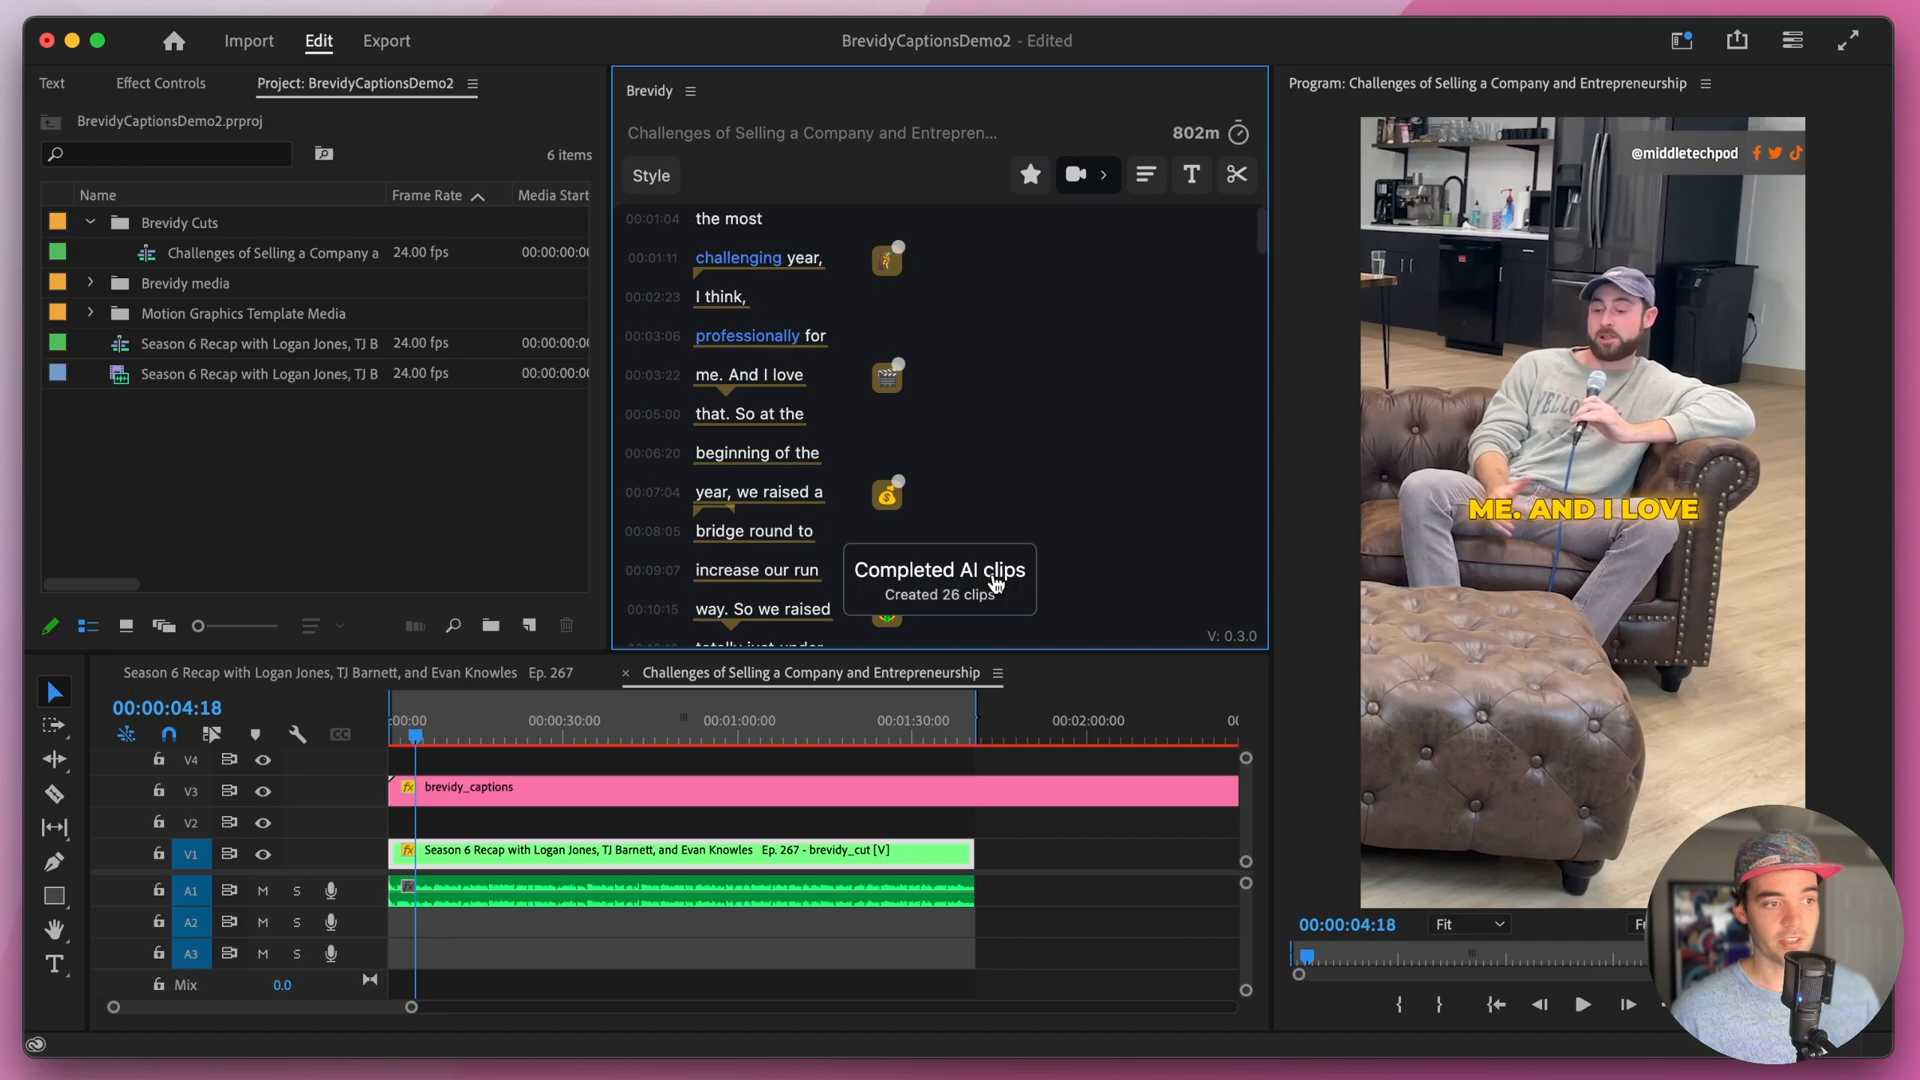 Import
Edit
Export
BrevidyCaptionsDemo2 - Edited
Text
Effect Controls
Project: BrevidyCaptionsDemo2
BrevidyCaptionsDemo2.prproj
6 items
Name
Frame Rate
Media Start
Brevidy Cuts
Challenges of Selling a Company a
24.00 fps
00:00:00:0
Brevidy media
Motion Graphics Template Media
Season 6 Recap with Logan Jones, TJ B
24.00 fps
00:00:00:0
Season 6 Recap with Logan Jones, TJ B
24.00 fps
00:00:00:0
Brevidy
Challenges of Selling a Company and Entrepren...
802m
Style
T
00:01:04 the most
00:01:11 challenging year,
00:02:23 I think,
00:03:06 professionally for
00:03:22 me. And I love
00:05:00 that. So at the
00:06:20 beginning of the
00:07:04 year, we raised a
00:08:05 bridge round to
00:09:07 increase our run
00:10:15 way. So we raised
totally just under
Completed AI clips
Created 26 clips
V: 0.3.0
Program: Challenges of Selling a Company and Entrepreneurship
@middletechpod
ME. AND I LOVE
00:00:04:18
Fit
Season 6 Recap with Logan Jones, TJ Barnett, and Evan Knowles Ep. 267
× Challenges of Selling a Company and Entrepreneurship
00:00:04:18
:00:00
00:00:30:00
00:01:00:00
00:01:30:00
00:02:00:00
CC
V4
V3
fx brevidy_captions
V2
V1
fx Season 6 Recap with Logan Jones, TJ Barnett, and Evan Knowles Ep. 267 - brevidy_cut [V]
A1 M S
fx
A2 M S
A3 M S
Mix 0.0
T